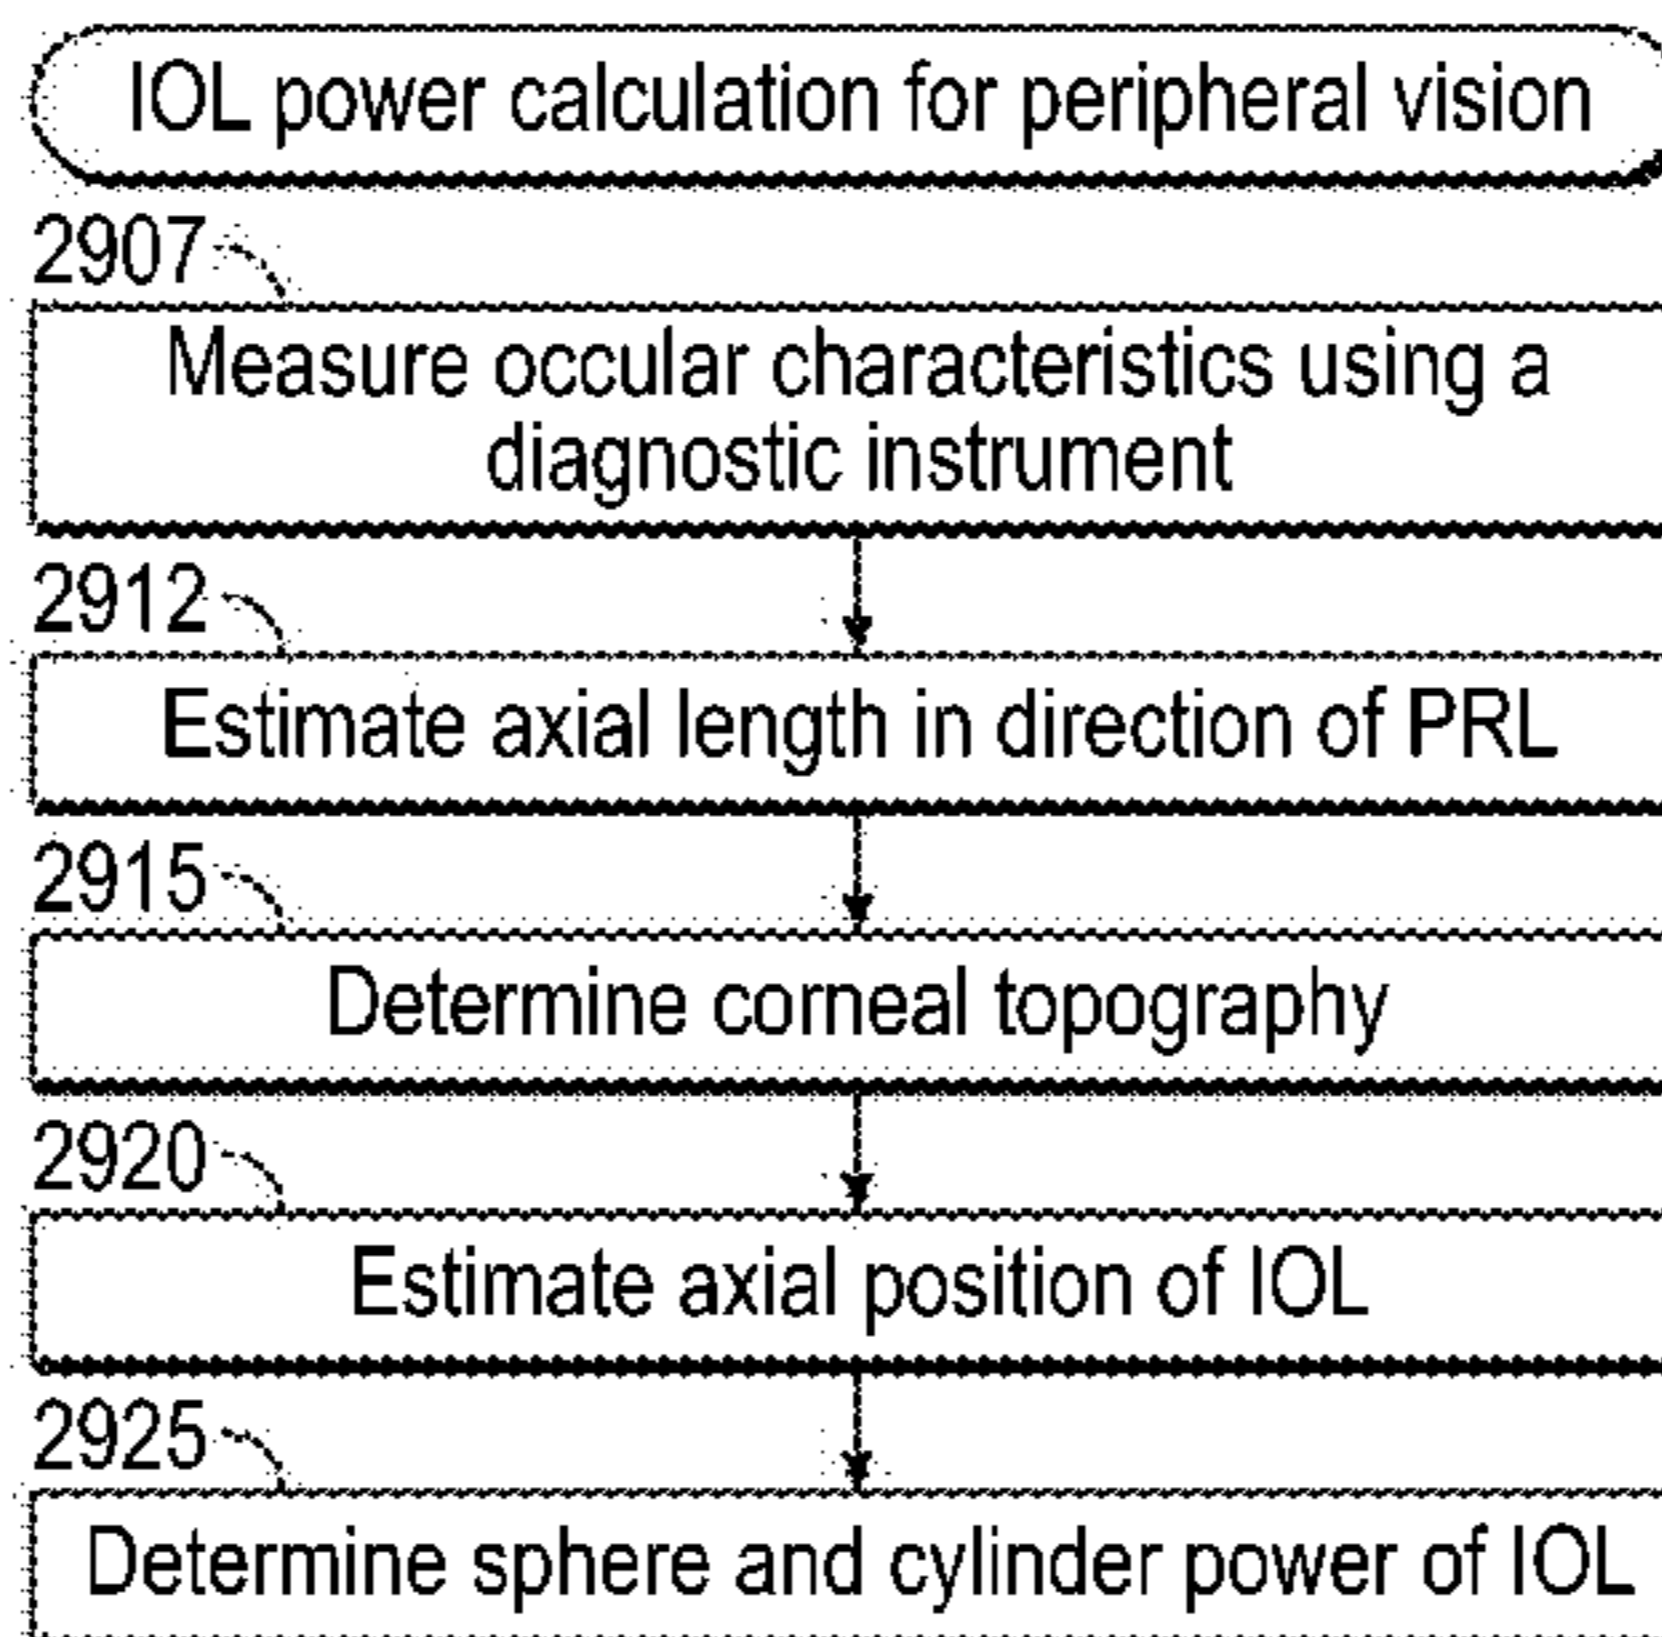 IOL power calculation for peripheral vision
2907
Measure occular characteristics using a
diagnostic instrument
2912
Estimate axial length in direction of PRL
2915
Determine corneal topography
2920
Estimate axial position of IOL
2925
Determine sphere and cylinder power of IOL